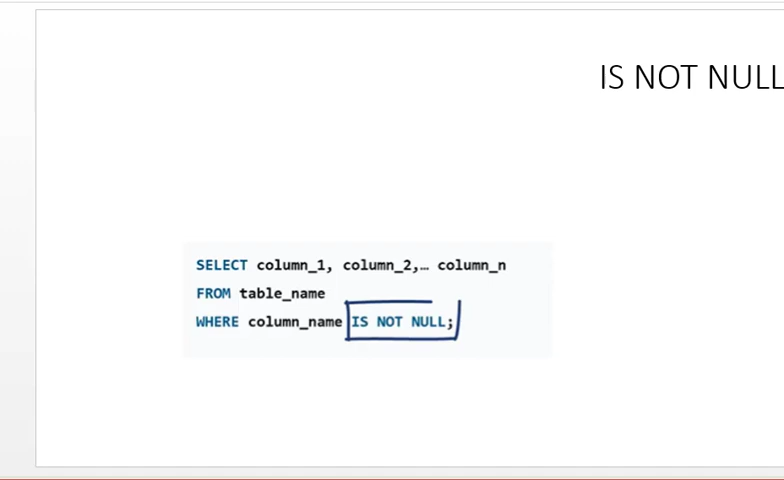 IS NOT NULL
SELECT column_1, column_2,… column_n
FROM table_name
WHERE column_name IS NOT NULL;